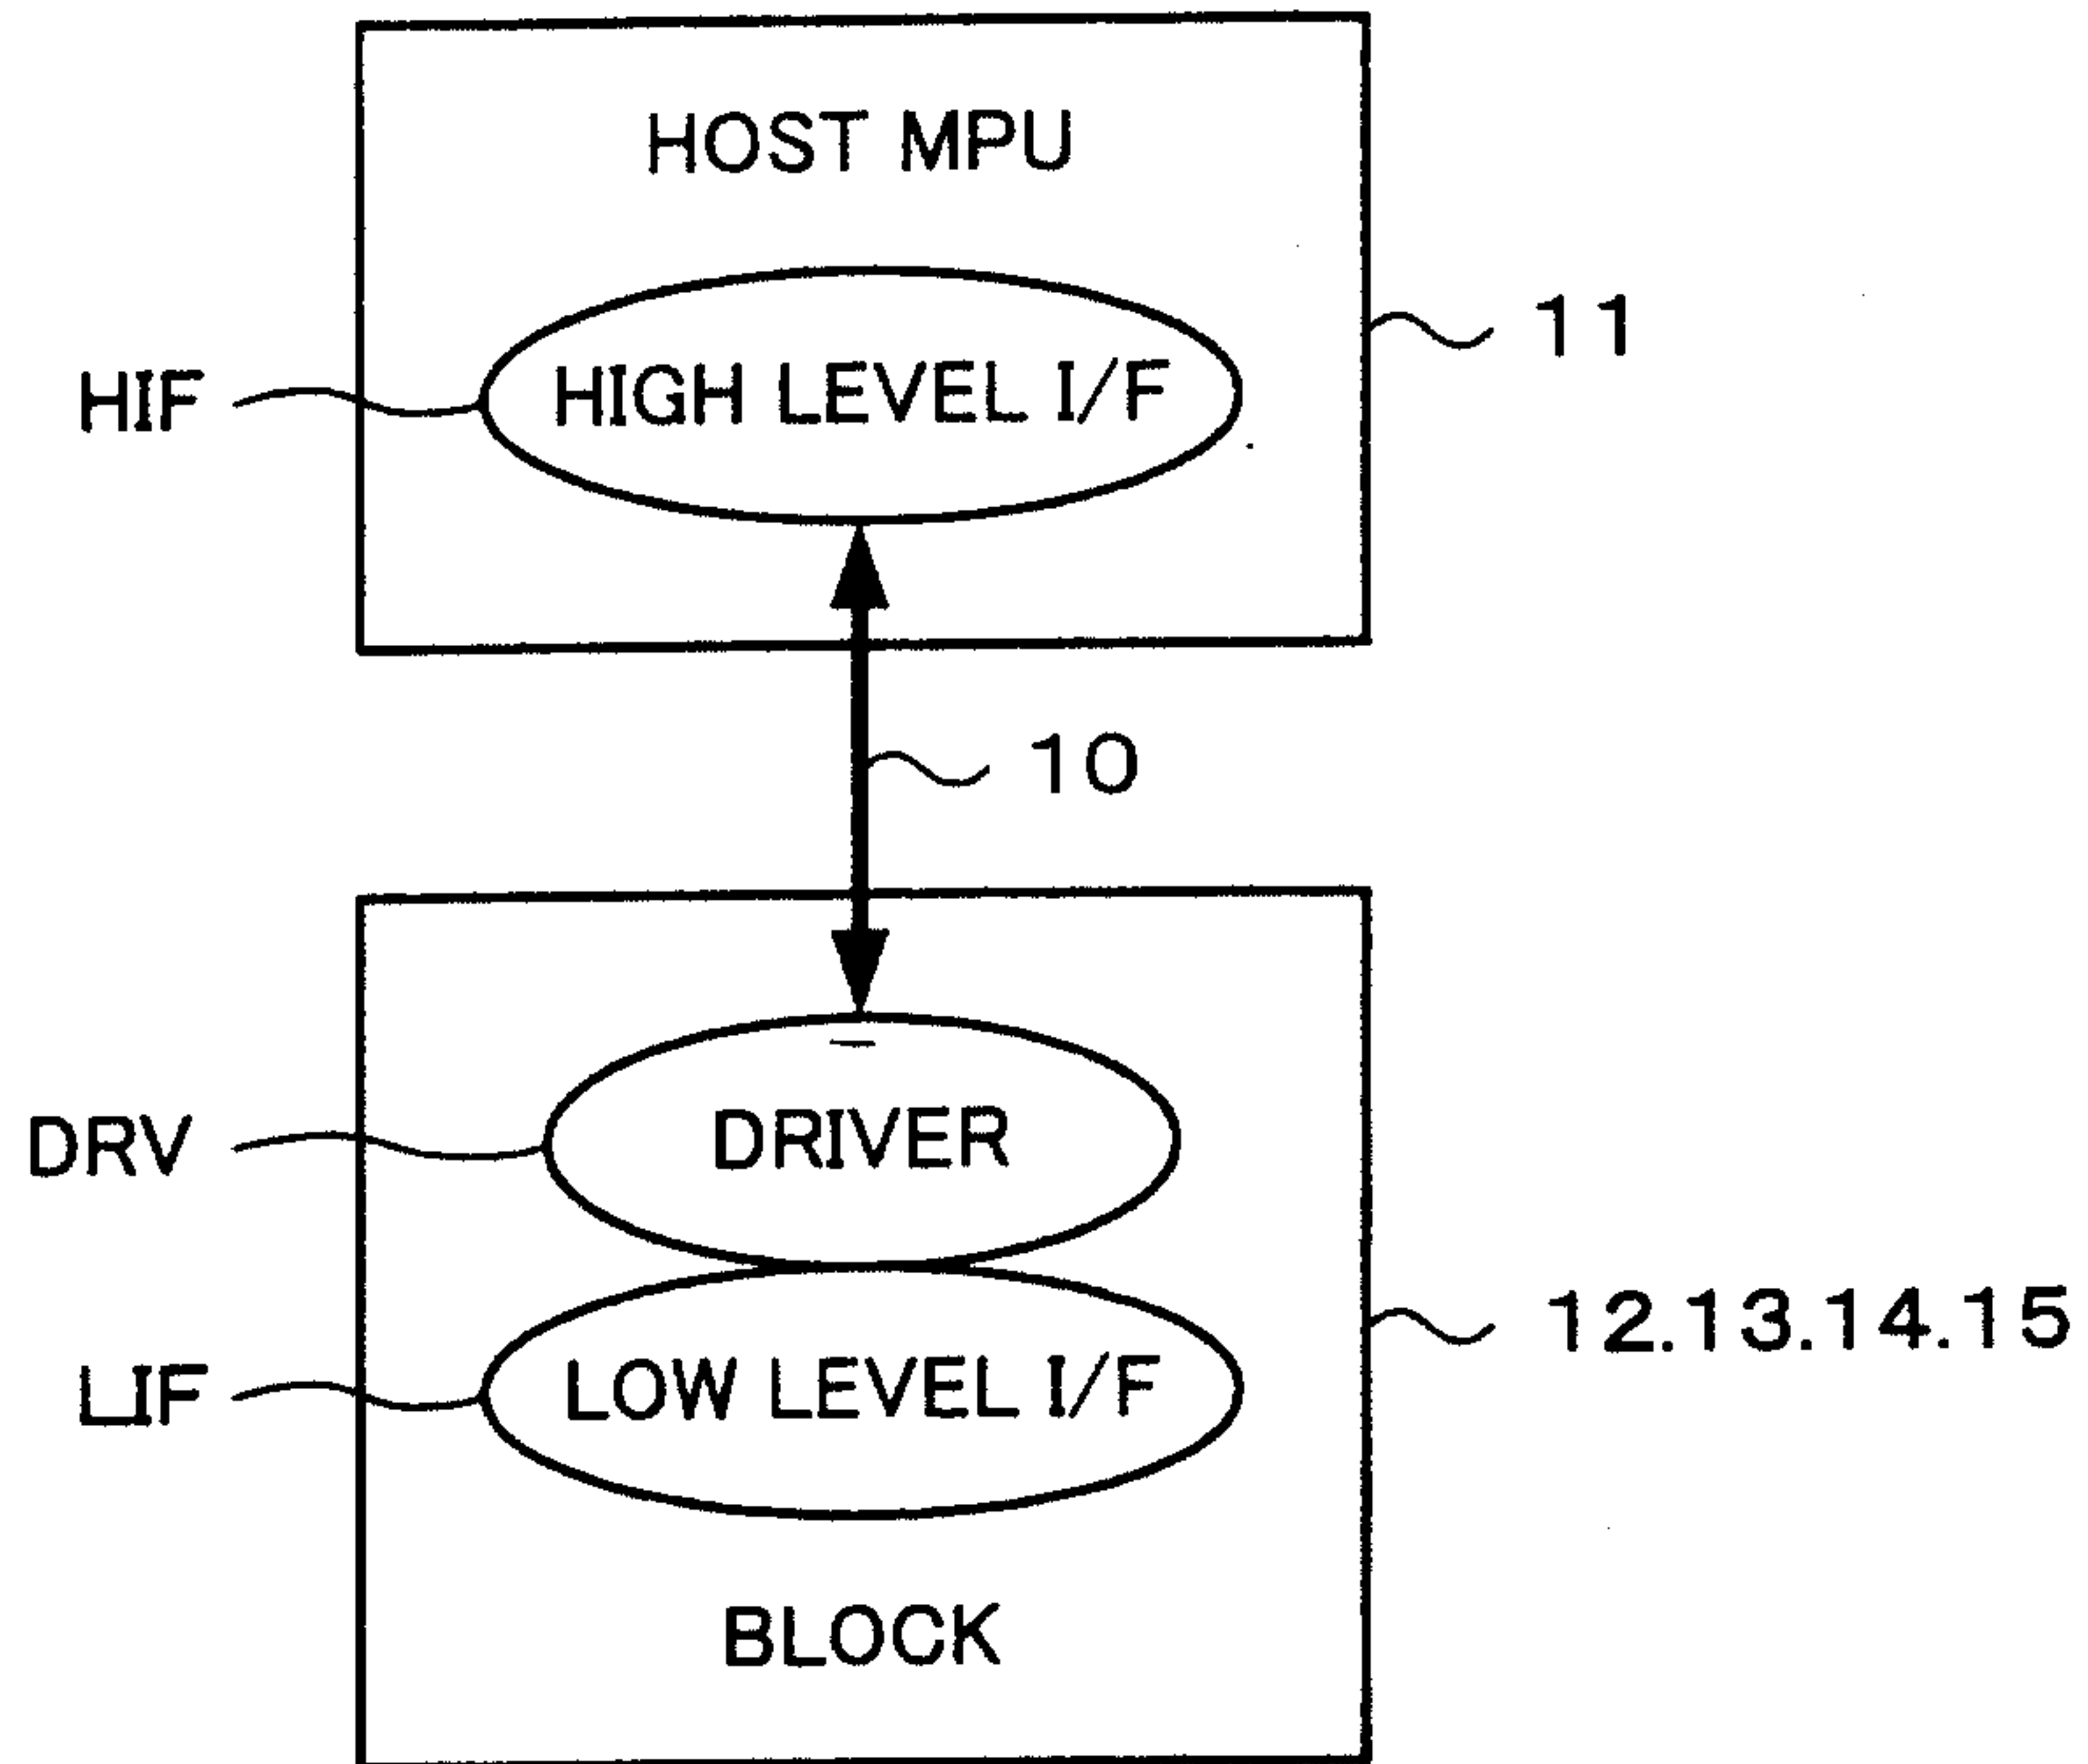 HOST MPU
11
HIF
HIGH LEVEL I/F
10
DRV
DRIVER
12.13.14.15
LIF
LOW LEVEL I/F
BLOCK